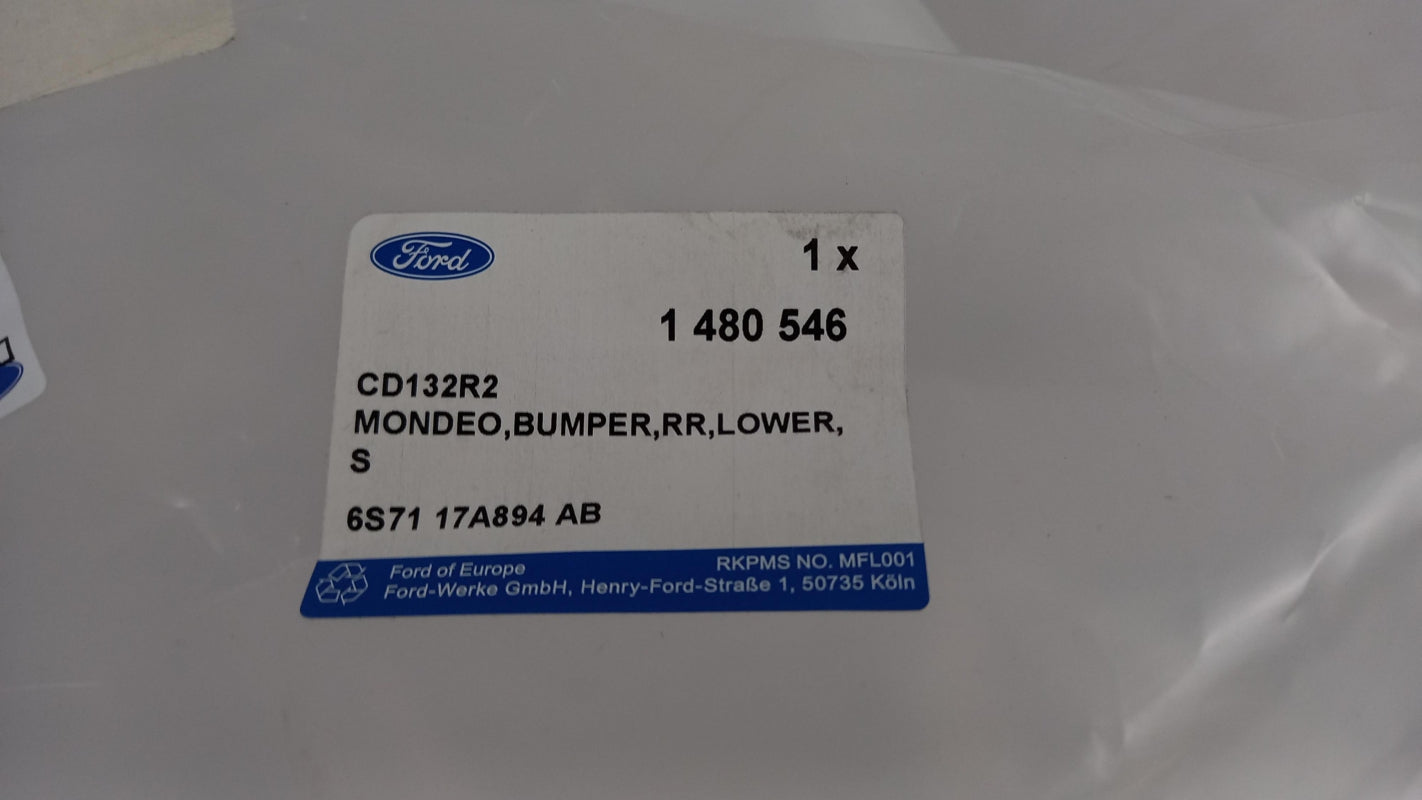 Ford
1 x
1 480 546
CD132R2
MONDEO,BUMPER,RR,LOWER,
S
6S71 17A894 AB
RKPMS NO. MFL001
Ford of Europe
Ford-Werke GmbH, Henry-Ford-Straße 1, 50735 Köln